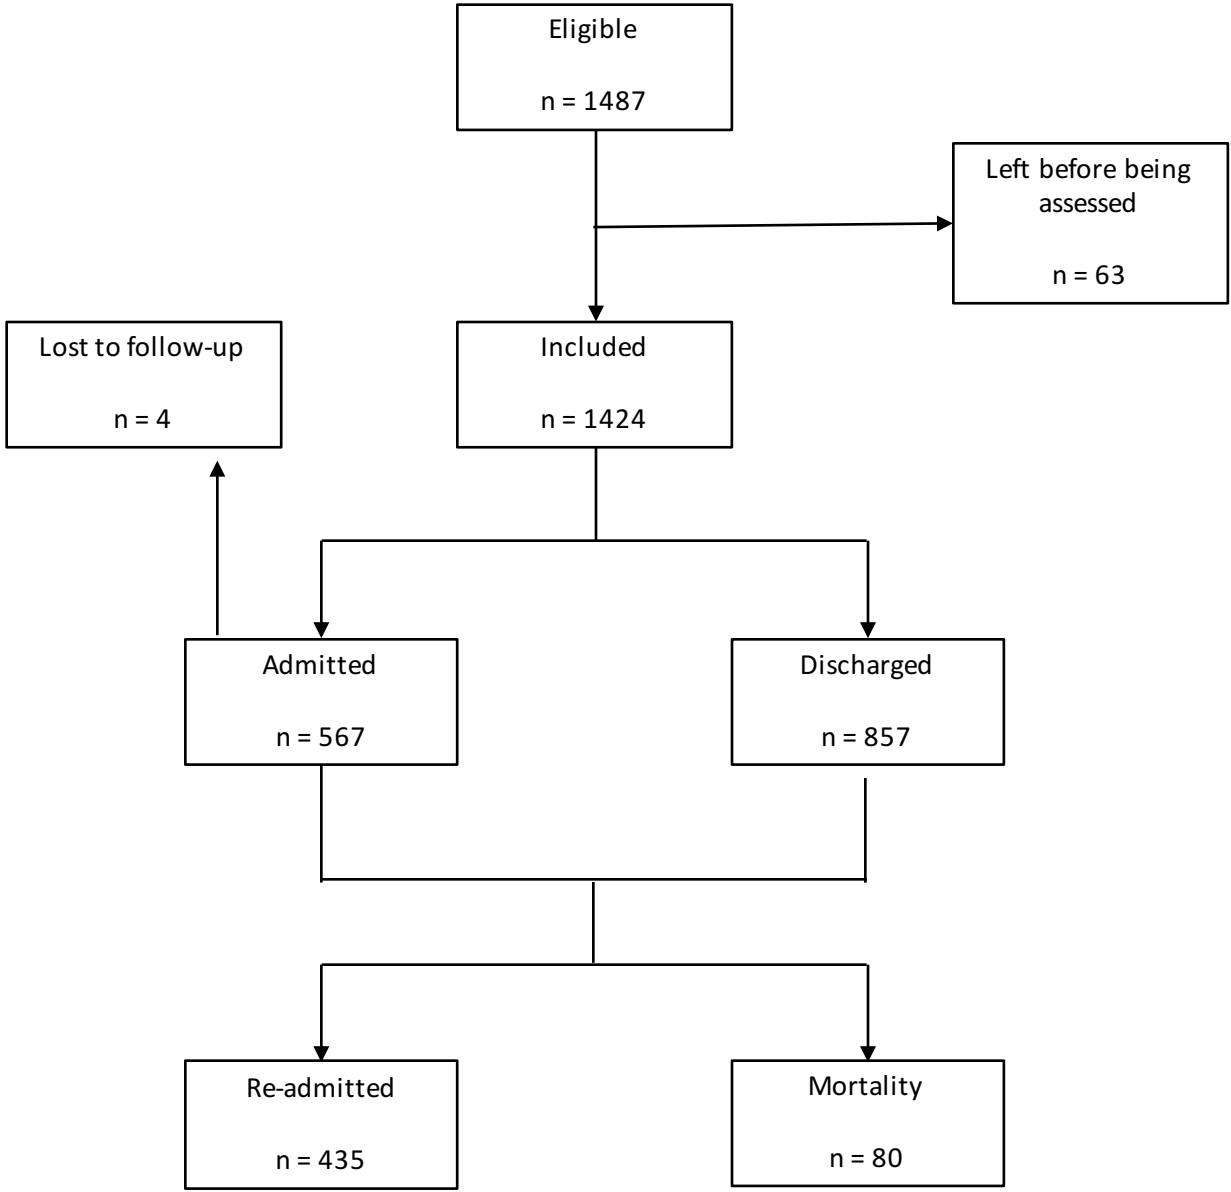 Eligible
n = 1487
Left before being
assessed
n = 63
Lost to follow-up
n = 4
Included
n = 1424
Admitted
n = 567
Discharged
n = 857
Re-admitted
n = 435
Mortality
n = 80